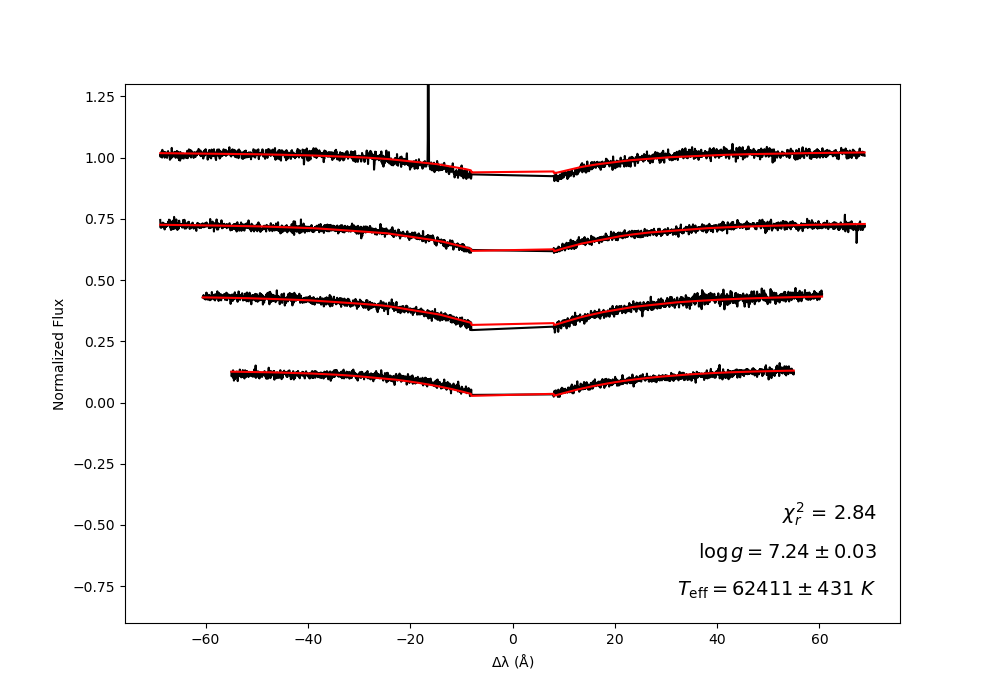 1.25
1.00
0.75
0.50
0.25
0.00
−0.25
−0.50
−0.75
Normalized Flux
χ²ᵣ = 2.84
log g = 7.24 ± 0.03
T_eff = 62411 ± 431 K
−60 −40 −20 0 20 40 60
Δλ (Å)